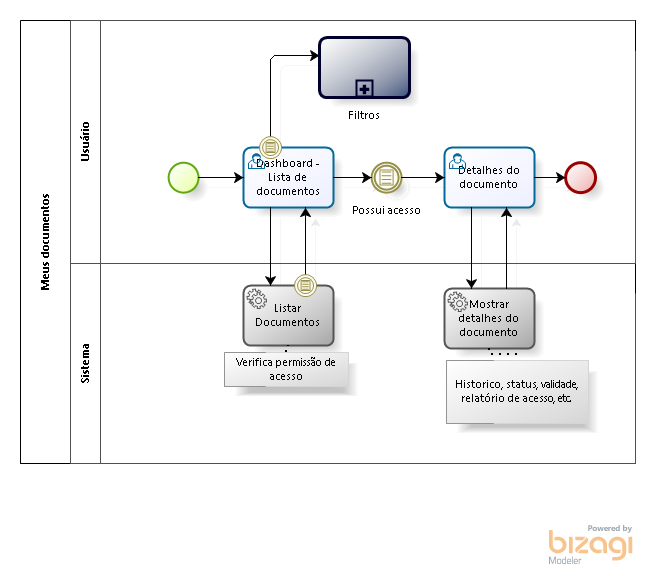 Meus documentos
Usuário
Filtros
Dashboard -
Lista de
documentos
Possui acesso
Detalhes do
documento
Sistema
Listar
Documentos
Verifica permissão de
acesso
Mostrar
detalhes do
documento
Historico, status, validade,
relatório de acesso, etc.
Powered by
bizagi
Modeler